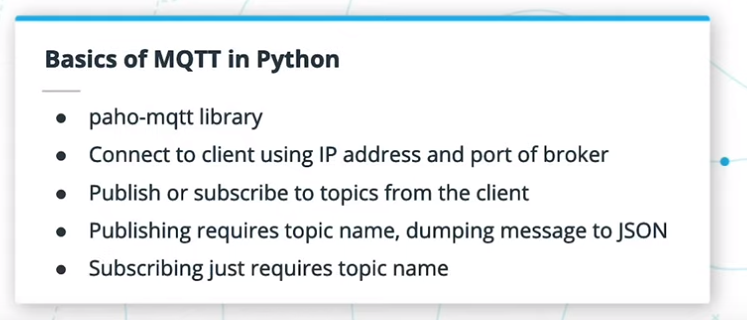 Basics of MQTT in Python
● paho-mqtt library
● Connect to client using IP address and port of broker
● Publish or subscribe to topics from the client
● Publishing requires topic name, dumping message to JSON
● Subscribing just requires topic name